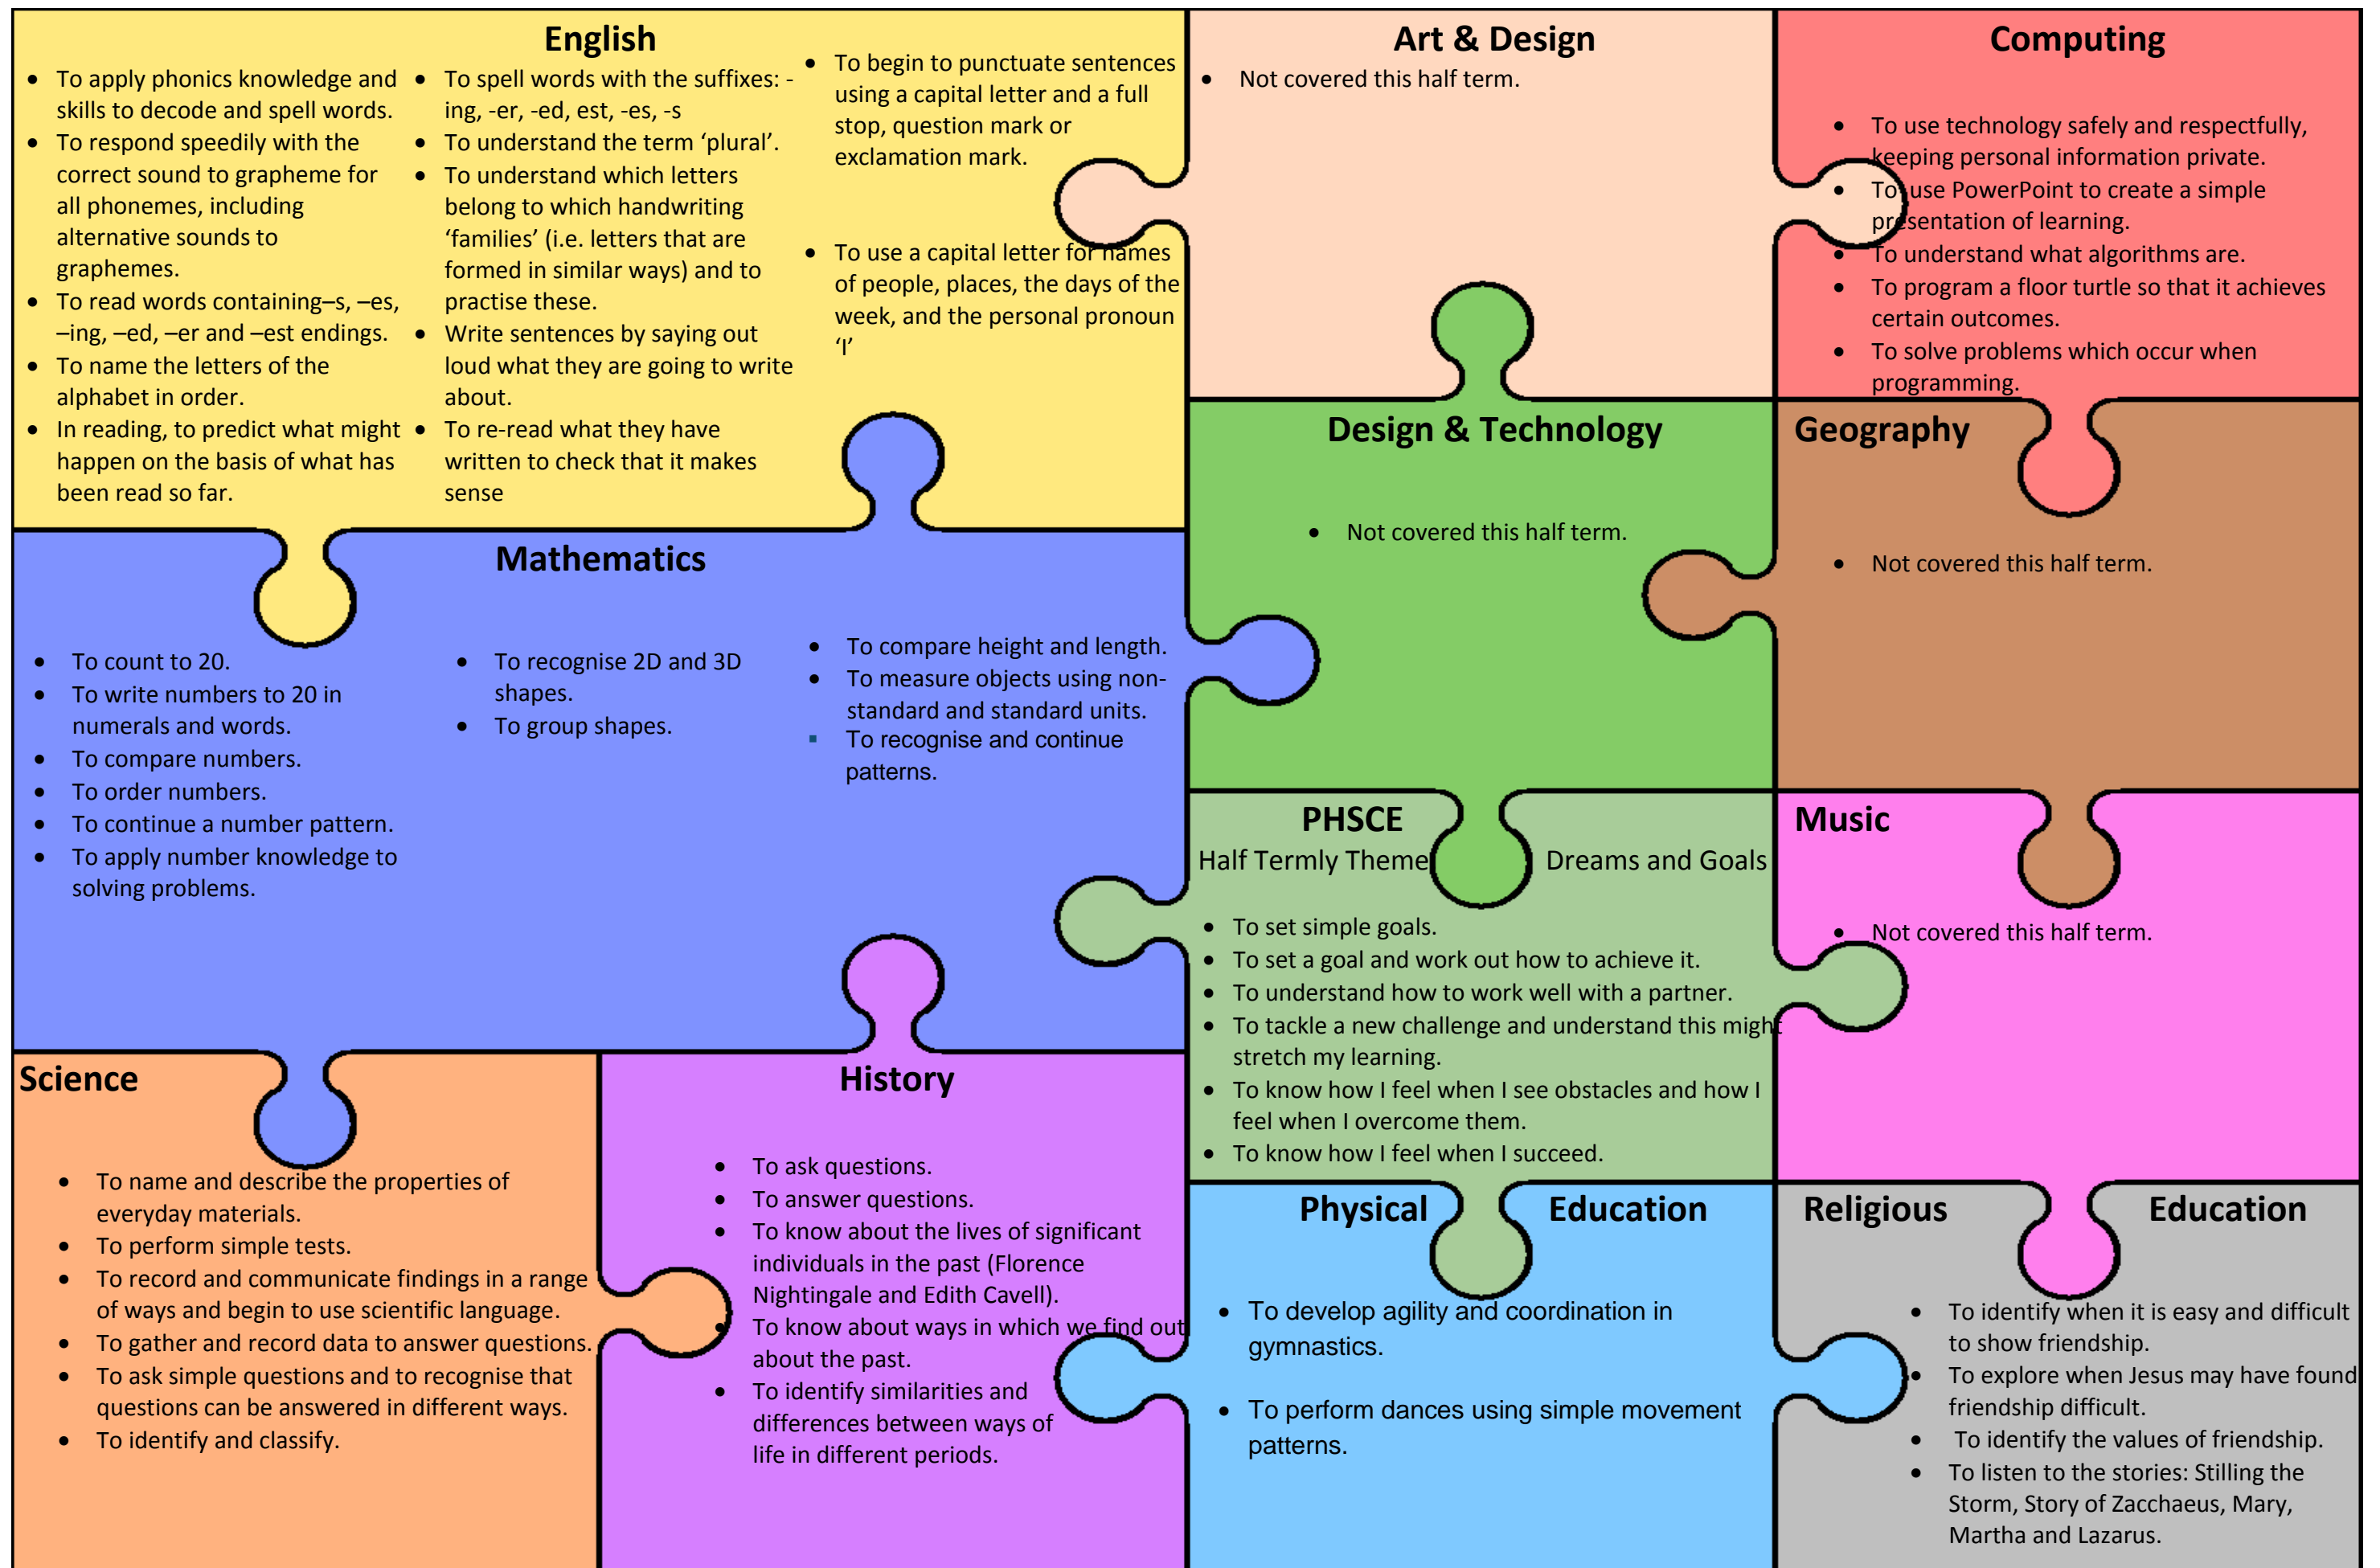 English
• To apply phonics knowledge and
skills to decode and spell words.
• To respond speedily with the
correct sound to grapheme for
all phonemes, including
alternative sounds to
graphemes.
• To read words containing–s, –es,
–ing, –ed, –er and –est endings.
• To name the letters of the
alphabet in order.
• In reading, to predict what might
happen on the basis of what has
been read so far.
• To spell words with the suffixes: -
ing, -er, -ed, est, -es, -s
• To understand the term ‘plural’.
• To understand which letters
belong to which handwriting
‘families’ (i.e. letters that are
formed in similar ways) and to
practise these.
• Write sentences by saying out
loud what they are going to write
about.
• To re-read what they have
written to check that it makes
sense
• To begin to punctuate sentences
using a capital letter and a full
stop, question mark or
exclamation mark.
• To use a capital letter for names
of people, places, the days of the
week, and the personal pronoun
‘I’
Art & Design
• Not covered this half term.
Computing
• To use technology safely and respectfully,
keeping personal information private.
• To use PowerPoint to create a simple
presentation of learning.
• To understand what algorithms are.
• To program a floor turtle so that it achieves
certain outcomes.
• To solve problems which occur when
programming.
Design & Technology
• Not covered this half term.
Geography
• Not covered this half term.
Mathematics
• To count to 20.
• To write numbers to 20 in
numerals and words.
• To compare numbers.
• To order numbers.
• To continue a number pattern.
• To apply number knowledge to
solving problems.
• To recognise 2D and 3D
shapes.
• To group shapes.
• To compare height and length.
• To measure objects using non-
standard and standard units.
▪ To recognise and continue
patterns.
PHSCE
Half Termly Theme Dreams and Goals
• To set simple goals.
• To set a goal and work out how to achieve it.
• To understand how to work well with a partner.
• To tackle a new challenge and understand this might
stretch my learning.
• To know how I feel when I see obstacles and how I
feel when I overcome them.
• To know how I feel when I succeed.
Music
• Not covered this half term.
Science
• To name and describe the properties of
everyday materials.
• To perform simple tests.
• To record and communicate findings in a range
of ways and begin to use scientific language.
• To gather and record data to answer questions.
• To ask simple questions and to recognise that
questions can be answered in different ways.
• To identify and classify.
History
• To ask questions.
• To answer questions.
• To know about the lives of significant
individuals in the past (Florence
Nightingale and Edith Cavell).
• To know about ways in which we find out
about the past.
• To identify similarities and
differences between ways of
life in different periods.
Physical Education
• To develop agility and coordination in
gymnastics.
• To perform dances using simple movement
patterns.
Religious Education
• To identify when it is easy and difficult
to show friendship.
• To explore when Jesus may have found
friendship difficult.
• To identify the values of friendship.
• To listen to the stories: Stilling the
Storm, Story of Zacchaeus, Mary,
Martha and Lazarus.